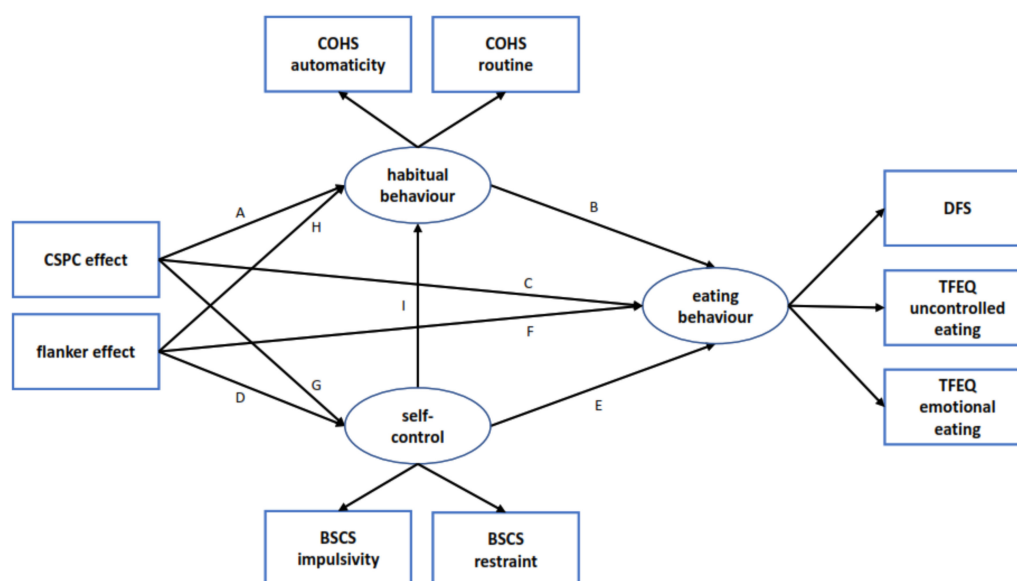 COHS
automaticity
COHS
routine
habitual
behaviour
A
H
B
CSPC effect
DFS
C
I
eating
behaviour
TFEQ
uncontrolled
eating
flanker effect
F
G
D
E
self-
control
TFEQ
emotional
eating
BSCS
impulsivity
BSCS
restraint